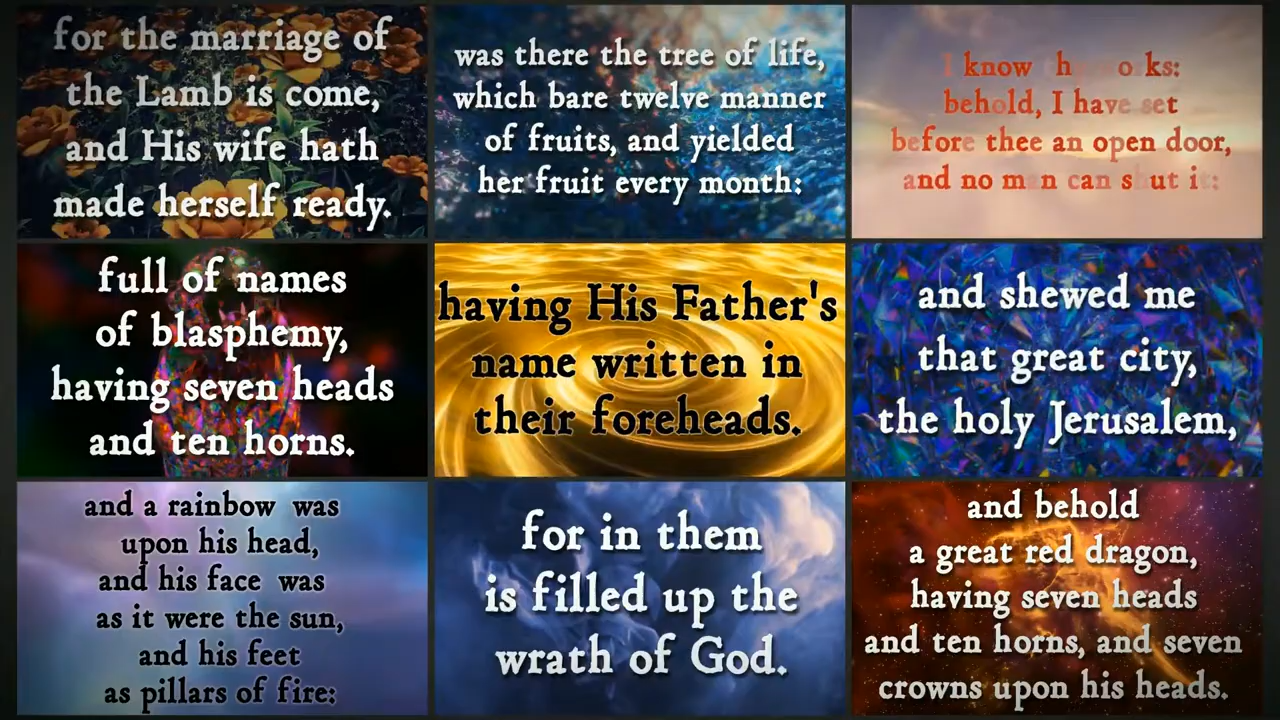 for the marriage of
the Lamb is come,
and His wife hath
made herself ready.
was there the tree of life,
which bare twelve manner
of fruits, and yielded
her fruit every month:
know
behold, I have set
before thee an open door,
and no man can shut it:
full of names
of blasphemy,
having seven heads
and ten horns.
having His Father's
name written in
their foreheads.
and shewed me
that great city,
the holy Jerusalem,
and a rainbow was
upon his head,
and his face was
as it were the sun,
and his feet
as pillars of fire:
for in them
is filled up the
wrath of God.
and behold
a great red dragon,
having seven heads
and ten horns, and seven
crowns upon his heads.